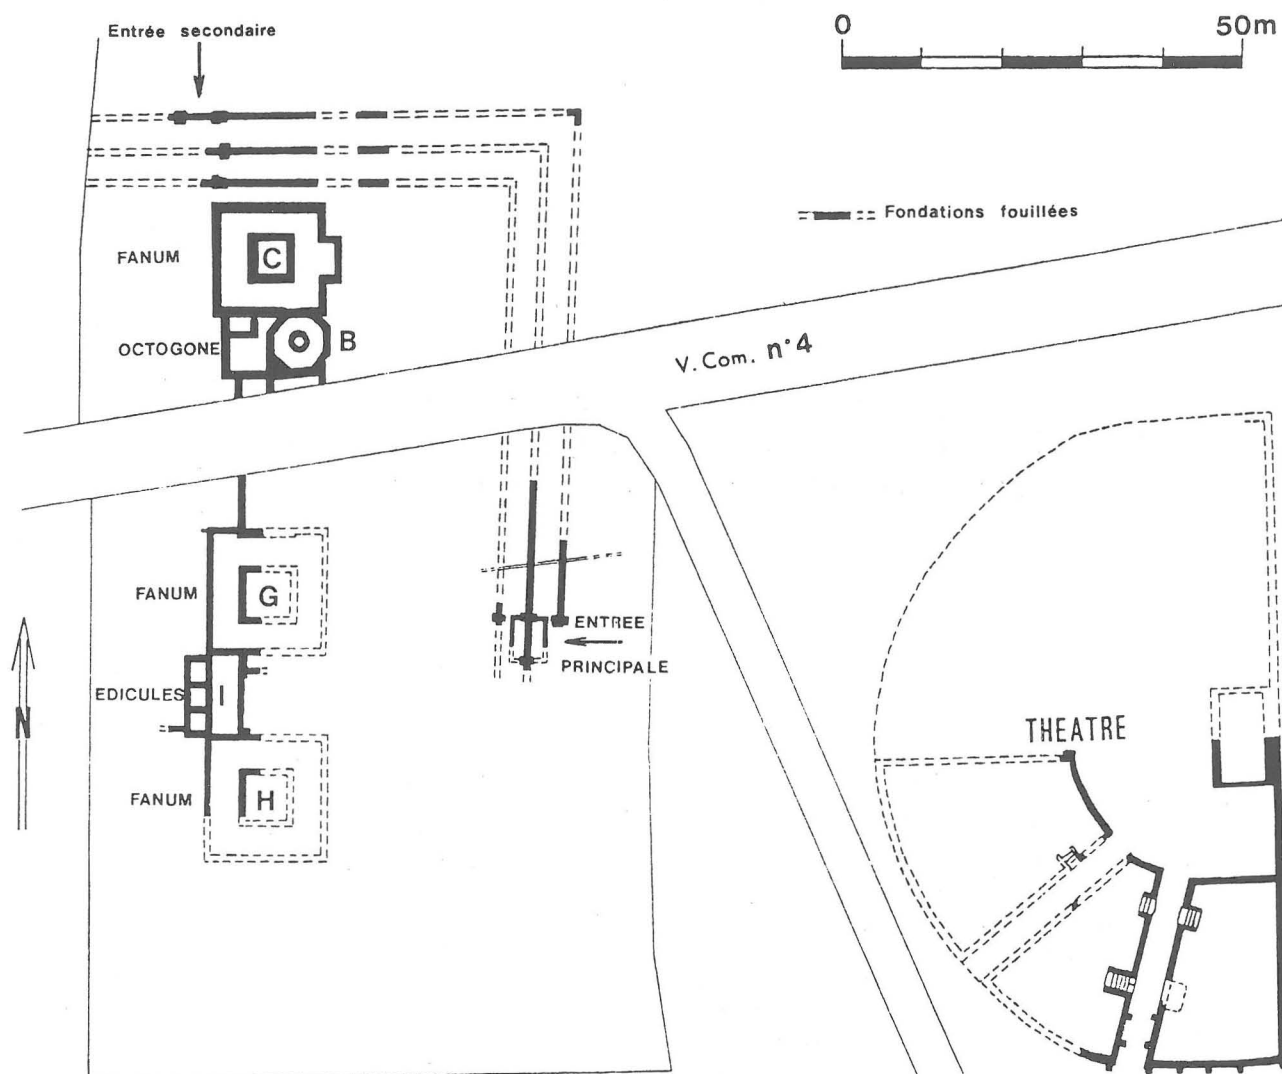 Entrée secondaire
0 50m
Fondations fouillées
FANUM C
OCTOGONE B
V. Com. n°4
FANUM G
ENTREE
PRINCIPALE
EDICULES I
N
THEATRE
FANUM H